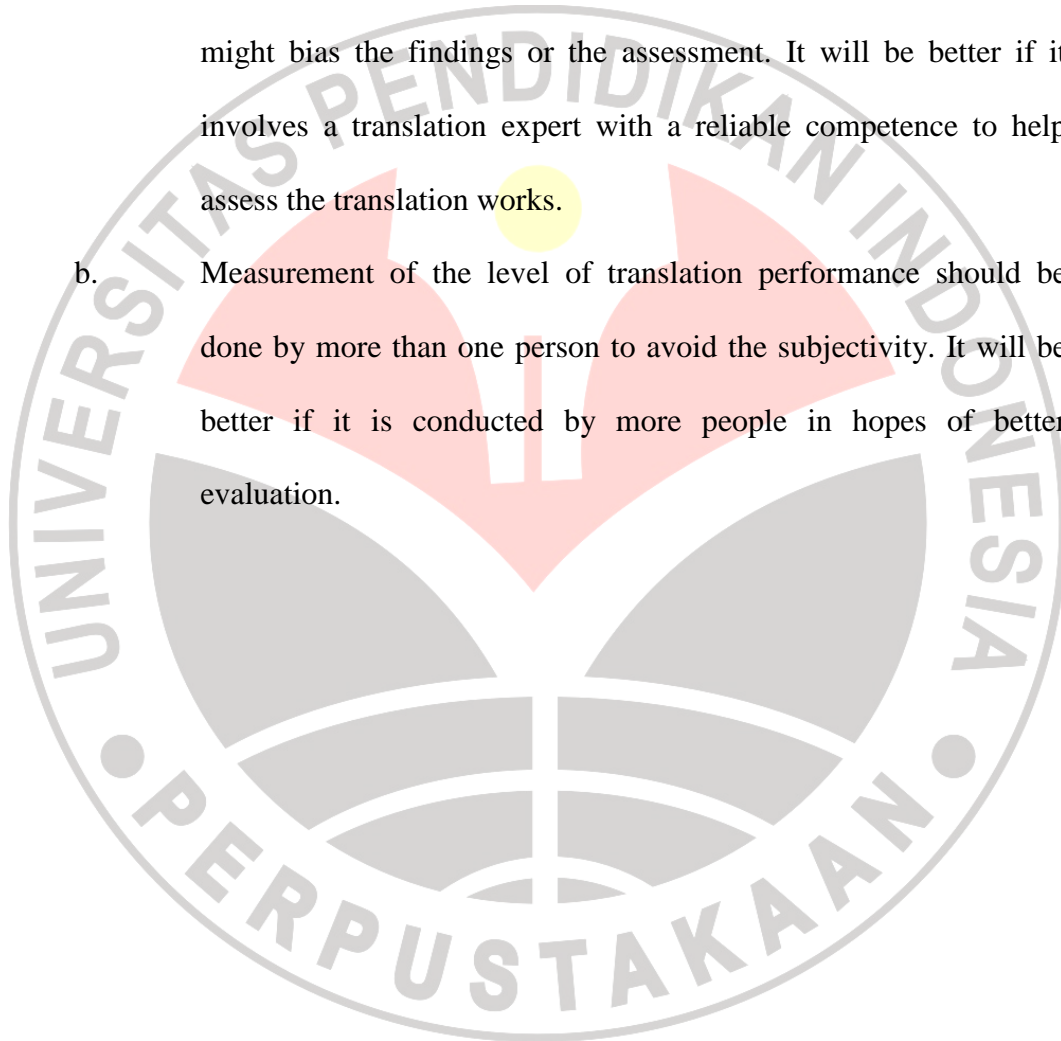 might bias the findings or the assessment. It will be better if it
involves a translation expert with a reliable competence to help
assess the translation works.
b. Measurement of the level of translation performance should be
done by more than one person to avoid the subjectivity. It will be
better if it is conducted by more people in hopes of better
evaluation.
UNIVERSITAS PENDIDIKAN INDONESIA
PERPUSTAKAAN